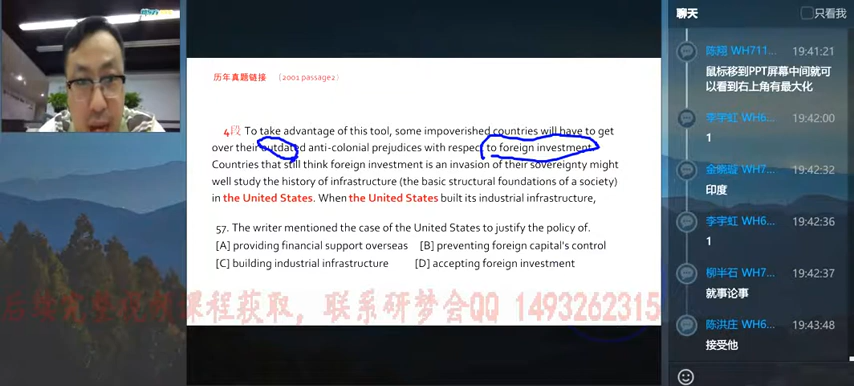 历年真题链接 （2001.passage2）
4段 To take advantage of this tool, some impoverished countries will have to get
over their outdated anti-colonial prejudices with respect to foreign investment.
Countries that still think foreign investment is an invasion of their sovereignty might
well study the history of infrastructure (the basic structural foundations of a society)
in the United States. When the United States built its industrial infrastructure,
57. The writer mentioned the case of the United States to justify the policy of.
[A] providing financial support overseas [B] preventing foreign capital's control
[C] building industrial infrastructure [D] accepting foreign investment
课程获取，联系研梦会QQ 1493262315
聊天
只看我
陈翔 WH711... 19:41:21
鼠标移到PPT屏幕中间就可
以看到右上角有最大化
李宇虹 WH6... 19:42:00
1
WH6... 19:42:32
印度
李宇虹 WH6... 19:42:36
1
柳半石 WH7... 19:42:37
就事论事
陈洪庄 WH6... 19:43:48
接受他